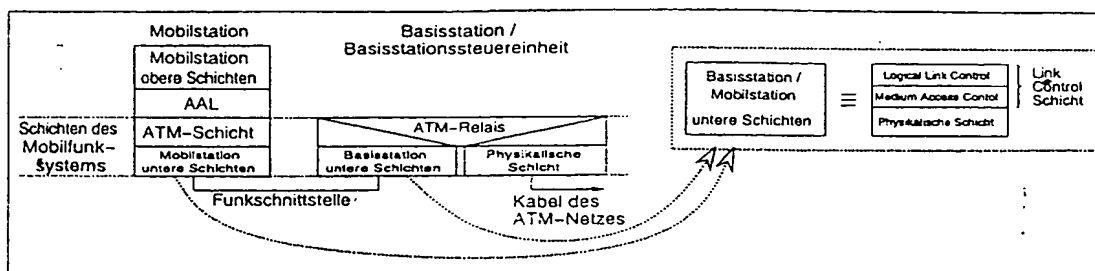 Mobilstation
Mobilstation
obere Schichten
AAL
ATM-Schicht
Mobilstation
untere Schichten
Schichten des
Mobilfunk-
systems
Funkschnittstelle
Basisstation /
Basisstationssteuereinheit
ATM-Relais
Basisstation
untere Schichten
Physikalische
Schicht
Kabel des
ATM-Netzes
Basisstation /
Mobilstation
untere Schichten
≡
Logical Link Control
Medium Access Contol
Physikalische Schicht
Link
Control
Schicht